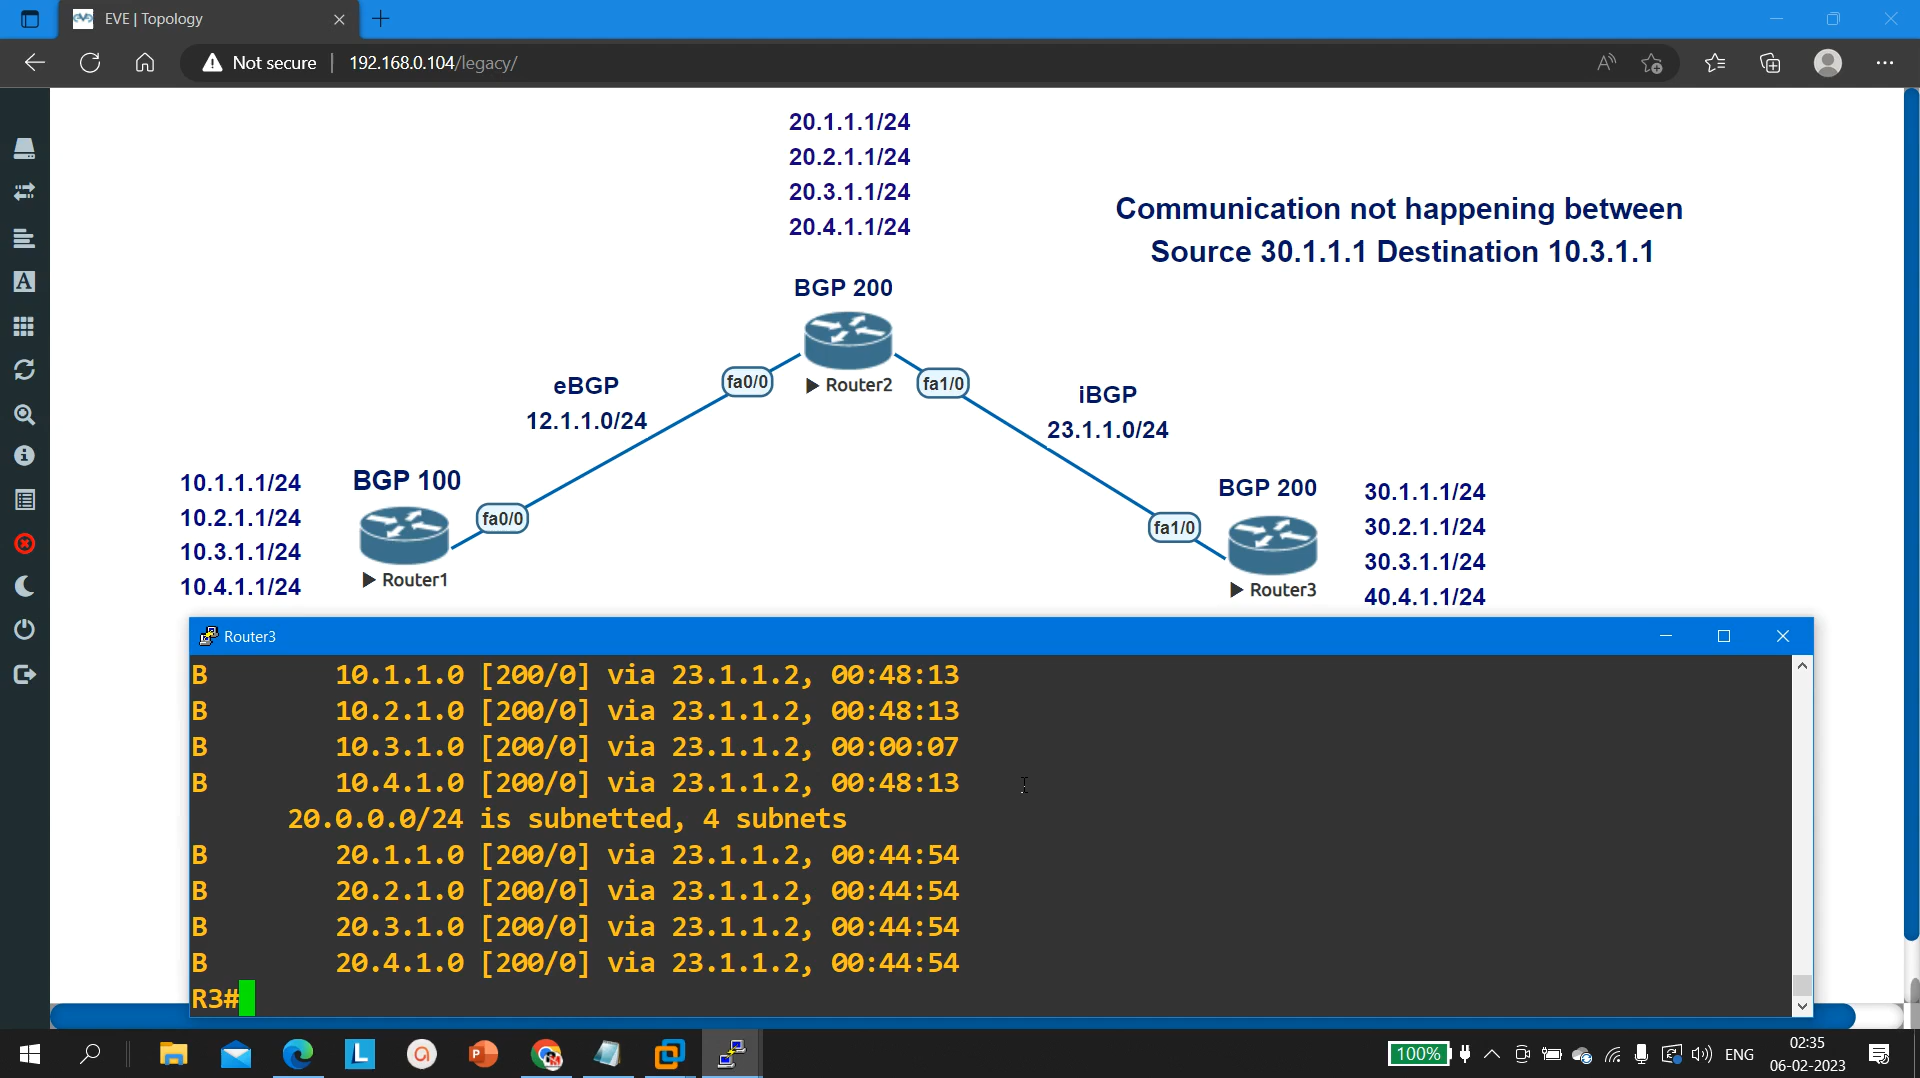 EVE | Topology
Not secure
192.168.0.104/legacy/
20.1.1.1/24
20.2.1.1/24
20.3.1.1/24
20.4.1.1/24
Communication not happening between
Source 30.1.1.1 Destination 10.3.1.1
BGP 200
Router2
fa0/0
fa1/0
eBGP
12.1.1.0/24
iBGP
23.1.1.0/24
10.1.1.1/24
10.2.1.1/24
10.3.1.1/24
10.4.1.1/24
BGP 100
fa0/0
Router1
BGP 200
fa1/0
Router3
30.1.1.1/24
30.2.1.1/24
30.3.1.1/24
40.4.1.1/24
Router3
B 10.1.1.0 [200/0] via 23.1.1.2, 00:48:13
B 10.2.1.0 [200/0] via 23.1.1.2, 00:48:13
B 10.3.1.0 [200/0] via 23.1.1.2, 00:00:07
B 10.4.1.0 [200/0] via 23.1.1.2, 00:48:13
20.0.0.0/24 is subnetted, 4 subnets
B 20.1.1.0 [200/0] via 23.1.1.2, 00:44:54
B 20.2.1.0 [200/0] via 23.1.1.2, 00:44:54
B 20.3.1.0 [200/0] via 23.1.1.2, 00:44:54
B 20.4.1.0 [200/0] via 23.1.1.2, 00:44:54
R3#
100%
ENG
02:35
06-02-2023